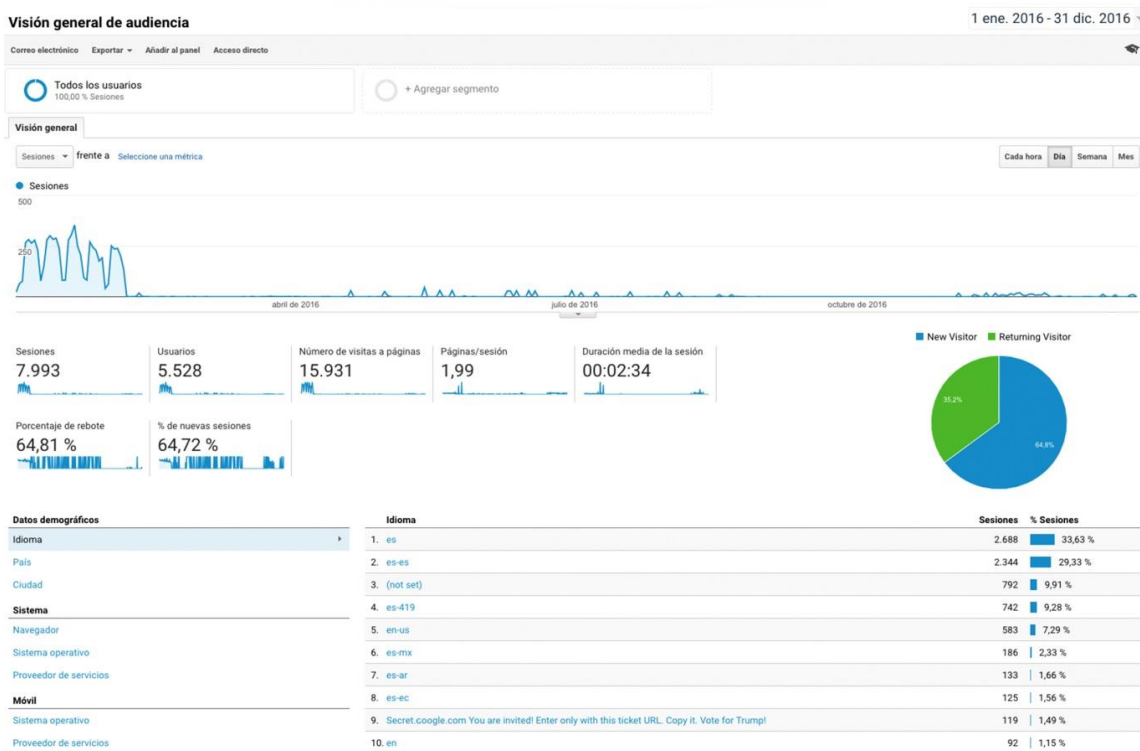 Visión general de audiencia
1 ene. 2016 - 31 dic. 2016
Correo electrónico Exportar Añadir al panel Acceso directo
Todos los usuarios
100,00 % Sesiones
+ Agregar segmento
Visión general
Sesiones frente a Seleccione una métrica
Cada hora Día Semana Mes
Sesiones
500
250
abril de 2016 julio de 2016 octubre de 2016
New Visitor Returning Visitor
Sesiones Usuarios Número de visitas a páginas Páginas/sesión Duración media de la sesión
7.993 5.528 15.931 1,99 00:02:34
35,2%
64,8%
Porcentaje de rebote % de nuevas sesiones
64,81 % 64,72 %
Datos demográficos
Idioma
País
Ciudad
Sistema
Navegador
Sistema operativo
Proveedor de servicios
Móvil
Sistema operativo
Proveedor de servicios
Idioma Sesiones % Sesiones
1. es 2.688 33,63 %
2. es-es 2.344 29,33 %
3. (not set) 792 9,91 %
4. es-419 742 9,28 %
5. en-us 583 7,29 %
6. es-mx 186 2,33 %
7. es-ar 133 1,66 %
8. es-ec 125 1,56 %
9. Secret.ɢoogle.com You are invited! Enter only with this ticket URL. Copy it. Vote for Trump! 119 1,49 %
10. en 92 1,15 %